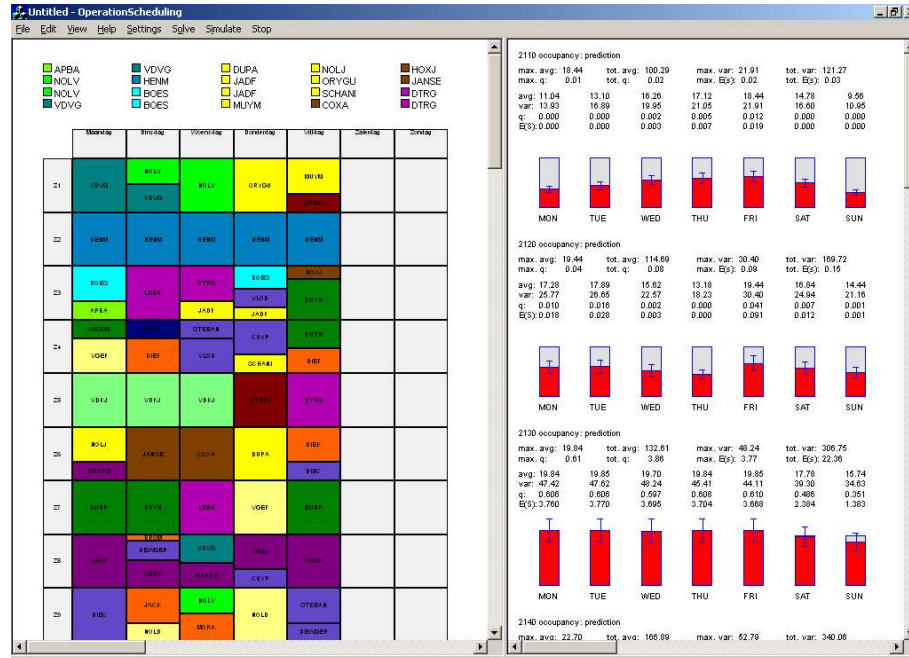 Untitled - OperationScheduling
File Edit View Help Settings Solve Simulate Stop
APBA VDVG DUPA NOLJ HOXJ
NOLV HENM JADF ORYGU JANSE
NOLV BOES JADF SCHANI DTRG
VDVG BOES MUYM COXA DTRG
Maandag Dinsdag Woensdag Donderdag Vrijdag Zaterdag Zondag
Z1 VDVG NOLV NOLV ORYGU MUYM
VDVG
Z2 HENM HENM HENM HENM HENM
Z3 BOES DTRG BOES HOXJ
VLOD
APBA JADF JADF
Z4 OTEBAN CUYP
VGEF DIEF VLOD SCHANI DIEF
Z5 VDKJ VDKJ VDKJ DTRG
Z6 NOLJ JANSE COXA DUPA DIEK
DIEC
Z7 VGEF
Z8 VDVG
CUYP
Z9 DIEC JACK NOLV NOLD OTEBAN
NOLD MORA
2110 occupancy: prediction
max. avg: 18.44 tot. avg: 100.29 max. var: 21.91 tot. var: 121.27
max. q: 0.01 tot. q: 0.02 max. E(s): 0.02 tot. E(s): 0.03
avg: 11.04 13.10 16.26 17.12 18.44 14.78 9.56
var: 13.93 16.89 19.95 21.05 21.91 16.60 10.95
q: 0.000 0.000 0.002 0.005 0.012 0.000 0.000
E(S): 0.000 0.000 0.003 0.007 0.019 0.000 0.000
MON TUE WED THU FRI SAT SUN
2120 occupancy: prediction
max. avg: 19.44 tot. avg: 114.69 max. var: 30.40 tot. var: 169.72
max. q: 0.04 tot. q: 0.08 max. E(s): 0.09 tot. E(s): 0.15
avg: 17.28 17.89 15.62 13.18 19.44 16.84 14.44
var: 25.77 26.65 22.57 18.23 30.40 24.94 21.16
q: 0.010 0.016 0.002 0.000 0.041 0.007 0.001
E(S): 0.018 0.028 0.003 0.000 0.091 0.012 0.001
MON TUE WED THU FRI SAT SUN
2130 occupancy: prediction
max. avg: 19.84 tot. avg: 132.61 max. var: 48.24 tot. var: 306.75
max. q: 0.61 tot. q: 3.86 max. E(s): 3.77 tot. E(s): 22.36
avg: 19.84 19.85 19.70 19.84 19.85 17.78 15.74
var: 47.42 47.62 48.24 45.41 44.11 39.30 34.63
q: 0.606 0.606 0.597 0.608 0.610 0.486 0.351
E(S): 3.760 3.770 3.695 3.704 3.668 2.384 1.383
MON TUE WED THU FRI SAT SUN
2140 occupancy: prediction
max. avg: 22.70 tot. avg: 166.89 max. var: 52.79 tot. var: 340.06